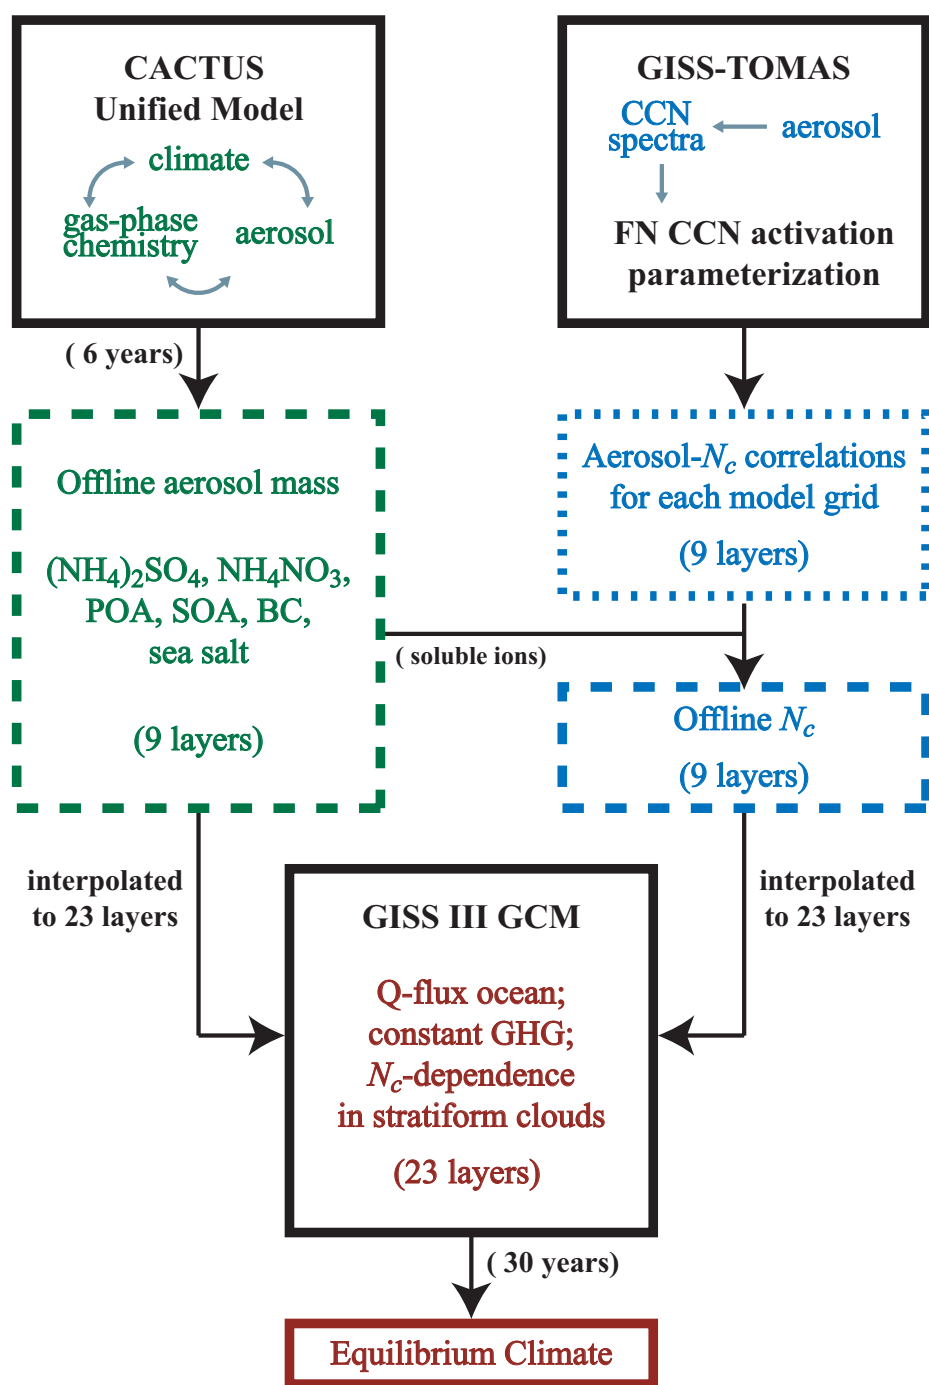 CACTUS
Unified Model
climate
gas-phase
chemistry
aerosol
GISS-TOMAS
CCN
spectra
aerosol
FN CCN activation
parameterization
( 6 years)
Offline aerosol mass
(NH₄)₂SO₄, NH₄NO₃,
POA, SOA, BC,
sea salt
(9 layers)
Aerosol-N_c correlations
for each model grid
(9 layers)
( soluble ions)
Offline N_c
(9 layers)
interpolated
to 23 layers
interpolated
to 23 layers
GISS III GCM
Q-flux ocean;
constant GHG;
N_c-dependence
in stratiform clouds
(23 layers)
( 30 years)
Equilibrium Climate